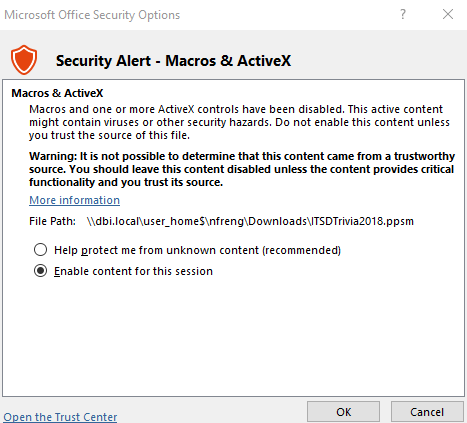 Microsoft Office Security Options
Security Alert - Macros & ActiveX
Macros & ActiveX
Macros and one or more ActiveX controls have been disabled. This active content
might contain viruses or other security hazards. Do not enable this content unless
you trust the source of this file.
Warning: It is not possible to determine that this content came from a trustworthy
source. You should leave this content disabled unless the content provides critical
functionality and you trust its source.
More information
File Path: \\dbi.local\user_home$\nfreng\Downloads\ITSDTrivia2018.ppsm
Help protect me from unknown content (recommended)
Enable content for this session
Open the Trust Center
OK
Cancel